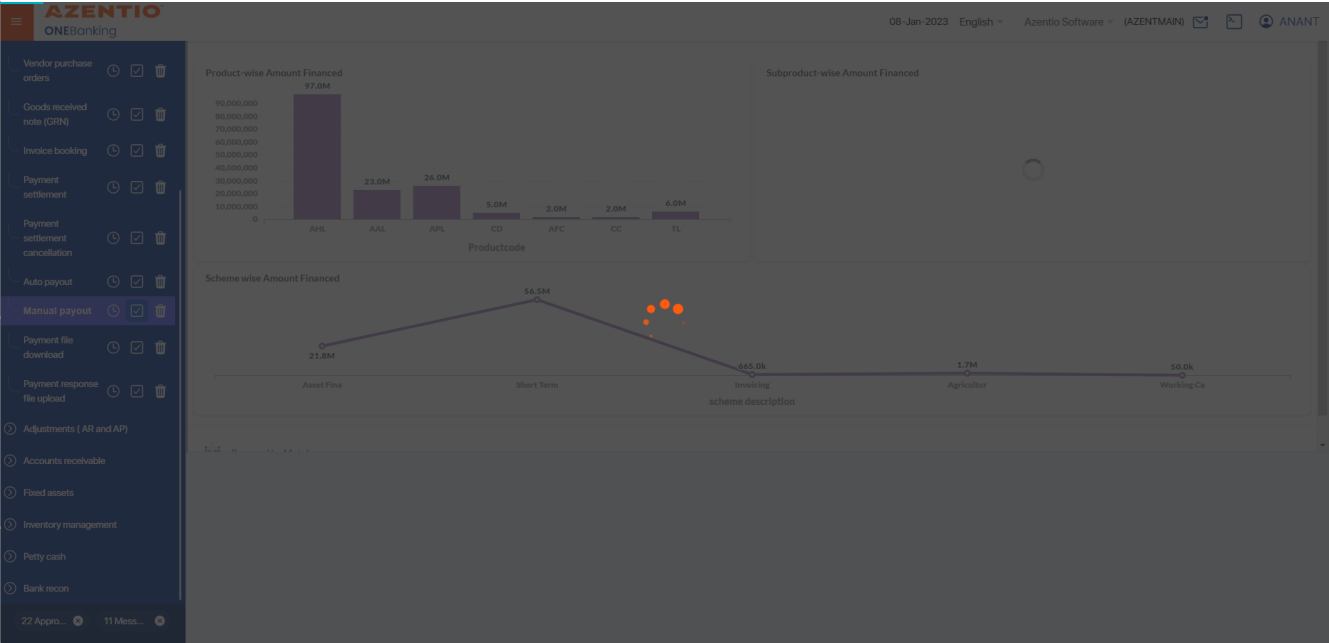 AZENTIO
ONEBanking
08-Jan-2023 English Azentio Software (AZENTMAIN) ANANT
Vendor purchase
orders
Goods received
note (GRN)
Invoice booking
Payment
settlement
Payment
settlement
cancellation
Auto payout
Manual payout
Payment file
download
Payment response
file upload
Adjustments ( AR and AP)
Accounts receivable
Fixed assets
Inventory management
Petty cash
Bank recon
22 Appro... 11 Mess...
Product-wise Amount Financed
97.0M
90,000,000
80,000,000
70,000,000
60,000,000
50,000,000
40,000,000
30,000,000
20,000,000
10,000,000
0
23.0M 26.0M 5.0M 2.0M 2.0M 6.0M
AHL AAL APL CD AFC CC TL
Productcode
Subproduct-wise Amount Financed
Scheme wise Amount Financed
56.5M
21.8M 665.0k 1.7M 50.0k
Asset Fina Short Term Invoicing Agricultur Working Ca
scheme description